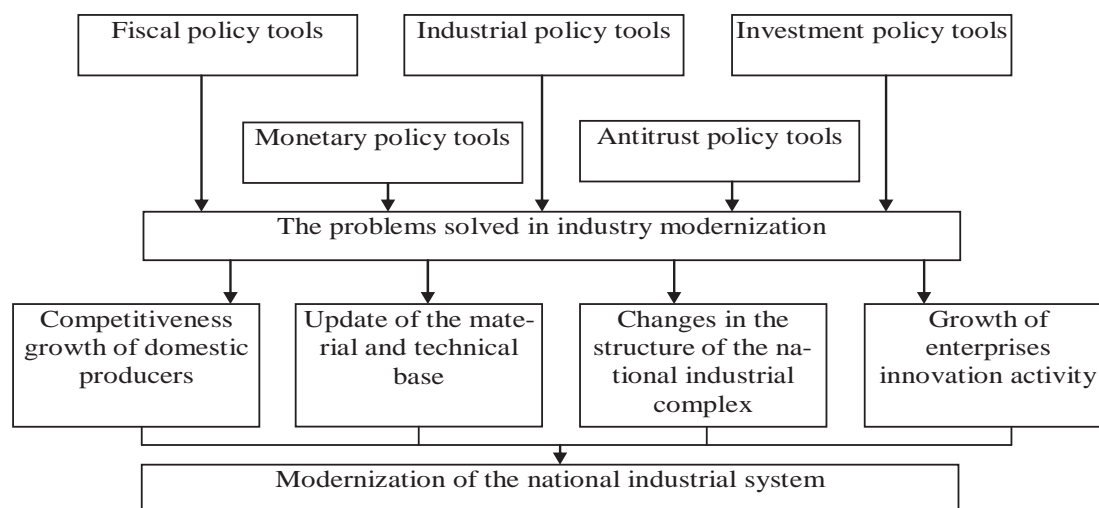 Fiscal policy tools
Industrial policy tools
Investment policy tools
Monetary policy tools
Antitrust policy tools
The problems solved in industry modernization
Competitiveness
growth of domestic
producers
Update of the mate-
rial and technical
base
Changes in the
structure of the na-
tional industrial
complex
Growth of
enterprises
innovation activity
Modernization of the national industrial system